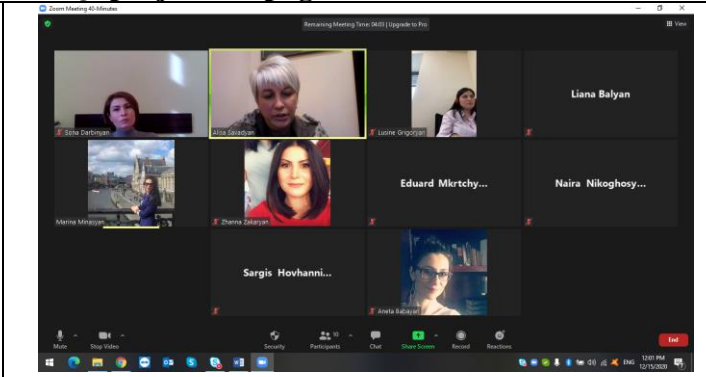 Zoom Meeting 40-Minutes
Remaining Meeting Time: 04:03 | Upgrade to Pro
View
Sona Darbinyan
Alisa Savadyan
Lusine Grigoryan
Liana Balyan
Marina Minasyan
Zhanna Zakaryan
Eduard Mkrtchy...
Naira Nikoghosy...
Sargis Hovhanni...
Aneta Babayan
Mute
Stop Video
Security
Participants
10
Chat
Share Screen
Record
Reactions
End
ENG
12:01 PM
12/15/2020